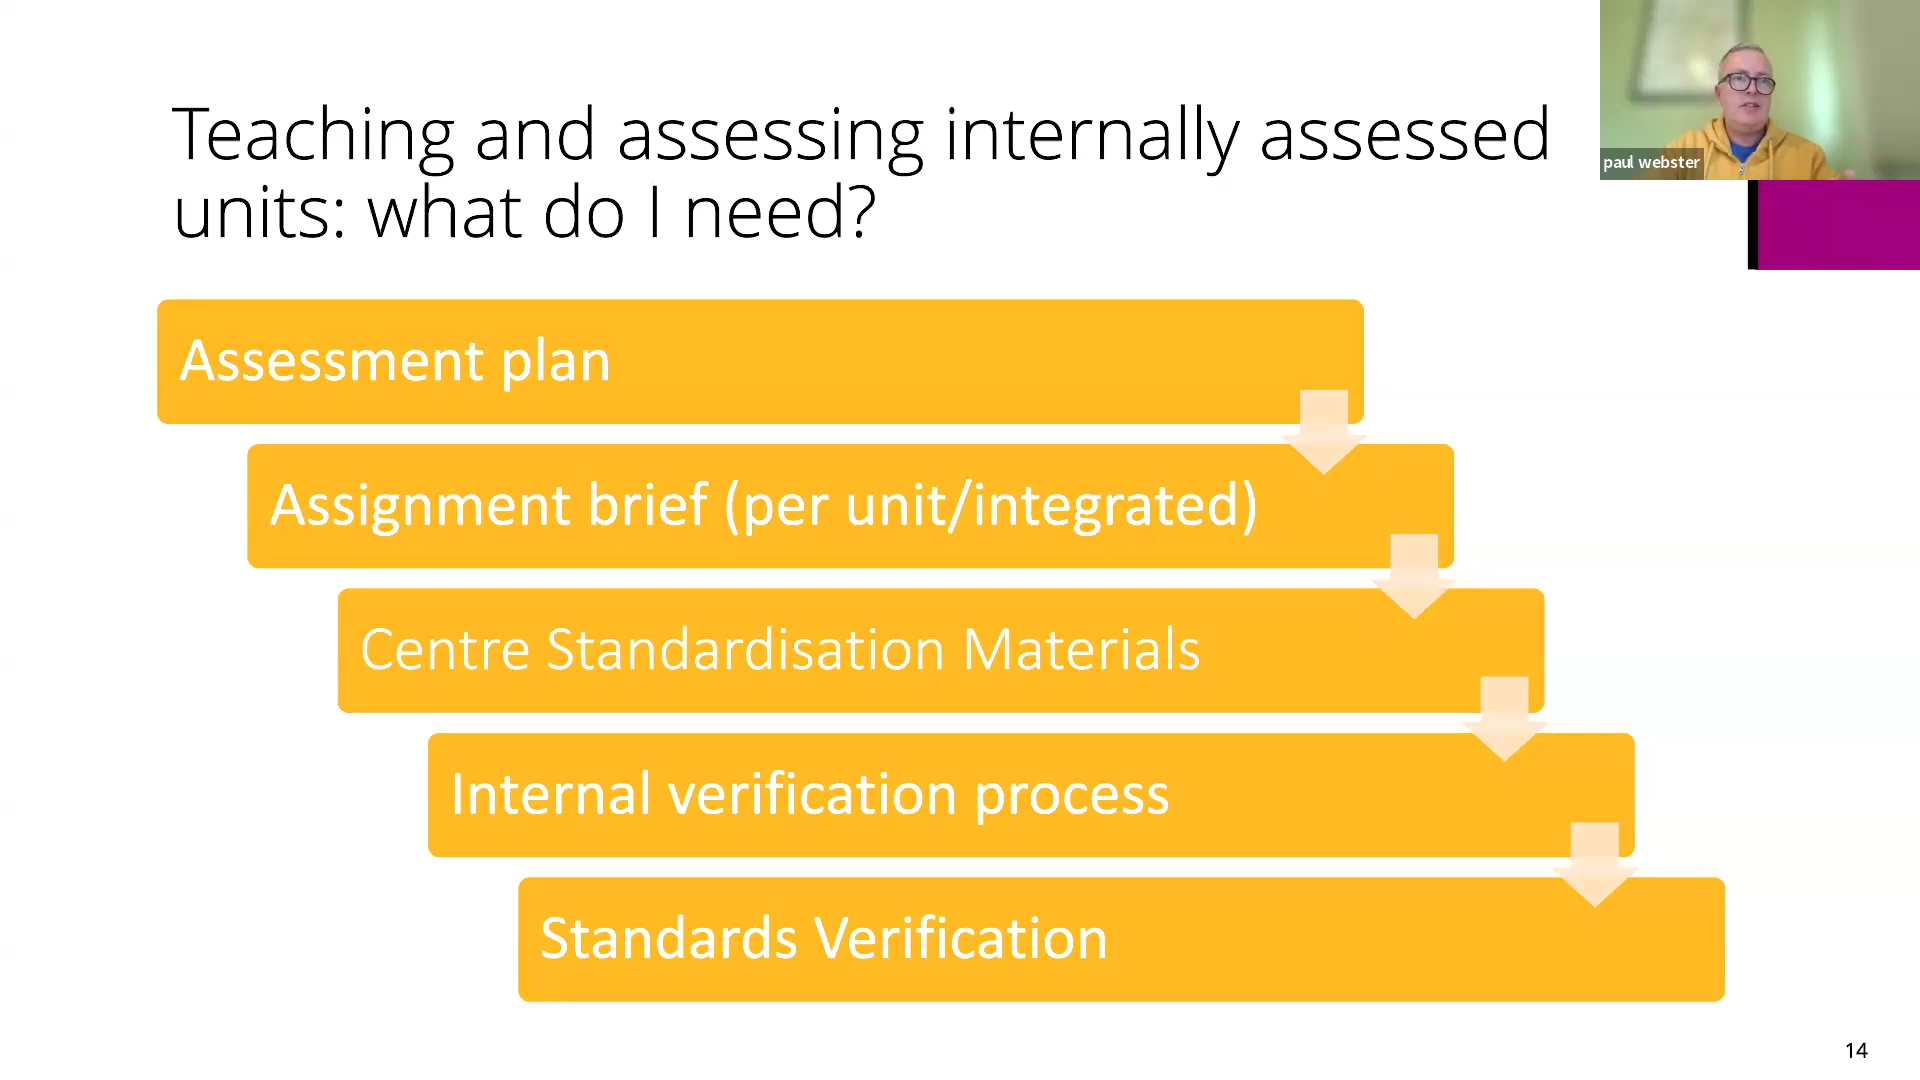 Teaching and assessing internally assessed
units: what do I need?
paul webster
Assessment plan
Assignment brief (per unit/integrated)
Centre Standardisation Materials
Internal verification process
Standards Verification
14